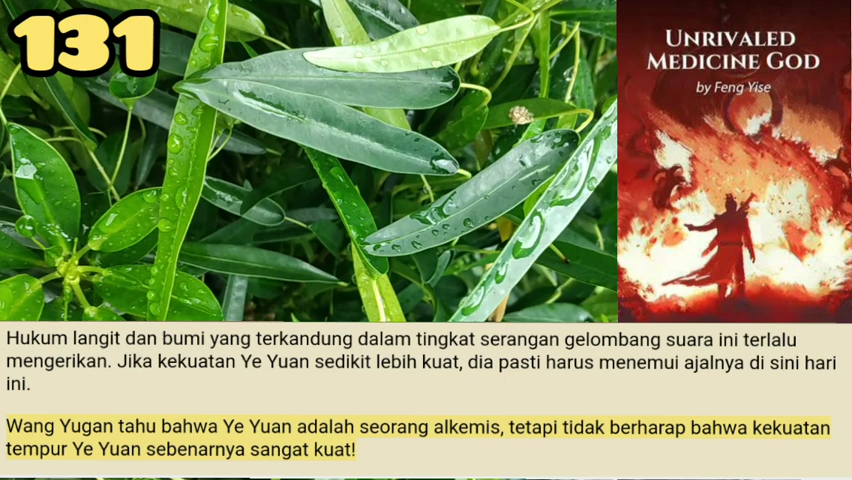 131
UNRIVALED
MEDICINE GOD
by Feng Yise
Hukum langit dan bumi yang terkandung dalam tingkat serangan gelombang suara ini terlalu
mengerikan. Jika kekuatan Ye Yuan sedikit lebih kuat, dia pasti harus menemui ajalnya di sini hari
ini.
Wang Yugan tahu bahwa Ye Yuan adalah seorang alkemis, tetapi tidak berharap bahwa kekuatan
tempur Ye Yuan sebenarnya sangat kuat!